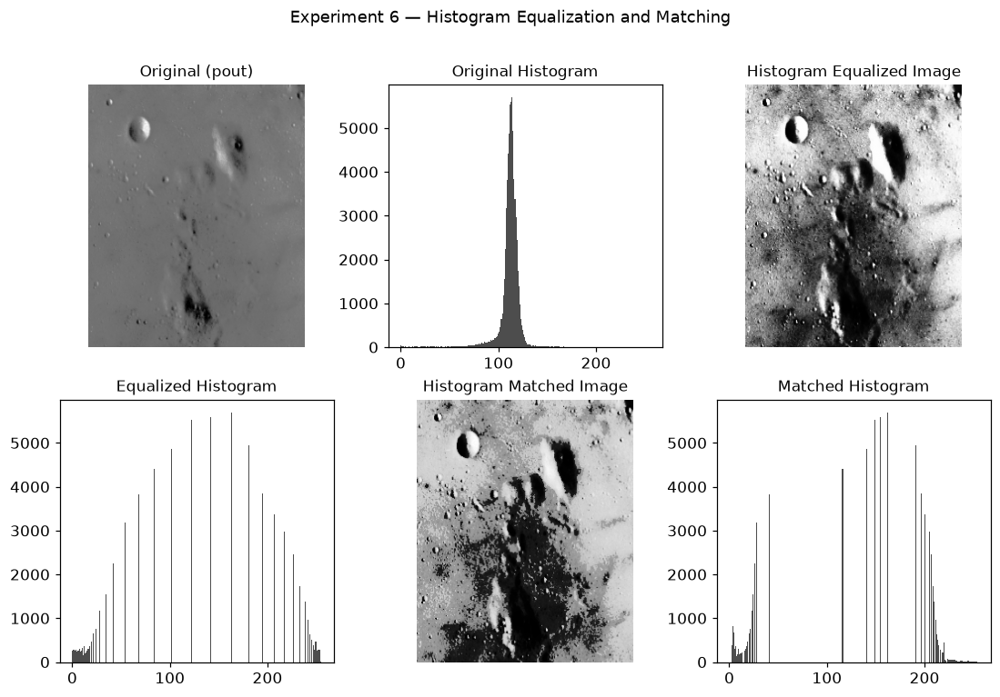 Experiment 6 — Histogram Equalization and Matching
Original (pout)
Original Histogram
Histogram Equalized Image
5000
4000
3000
2000
1000
0
0 100 200
Equalized Histogram
Histogram Matched Image
Matched Histogram
5000
4000
3000
2000
1000
0
0 100 200
5000
4000
3000
2000
1000
0
0 100 200